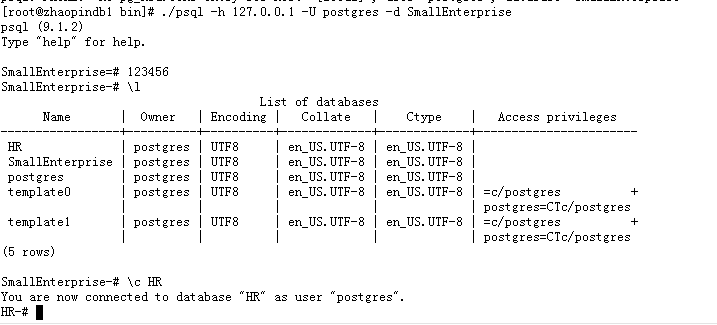 [root@zhaopindb1 bin]# ./psql -h 127.0.0.1 -U postgres -d SmallEnterprise
psql (9.1.2)
Type "help" for help.

SmallEnterprise=# 123456
SmallEnterprise-# \l
                                  List of databases
      Name       |  Owner   | Encoding |   Collate   |    Ctype    |   Access privileges
-----------------+----------+----------+-------------+-------------+-----------------------
 HR              | postgres | UTF8     | en_US.UTF-8 | en_US.UTF-8 |
 SmallEnterprise | postgres | UTF8     | en_US.UTF-8 | en_US.UTF-8 |
 postgres        | postgres | UTF8     | en_US.UTF-8 | en_US.UTF-8 |
 template0       | postgres | UTF8     | en_US.UTF-8 | en_US.UTF-8 | =c/postgres          +
                 |          |          |             |             | postgres=CTc/postgres
 template1       | postgres | UTF8     | en_US.UTF-8 | en_US.UTF-8 | =c/postgres          +
                 |          |          |             |             | postgres=CTc/postgres
(5 rows)

SmallEnterprise-# \c HR
You are now connected to database "HR" as user "postgres".
HR-#